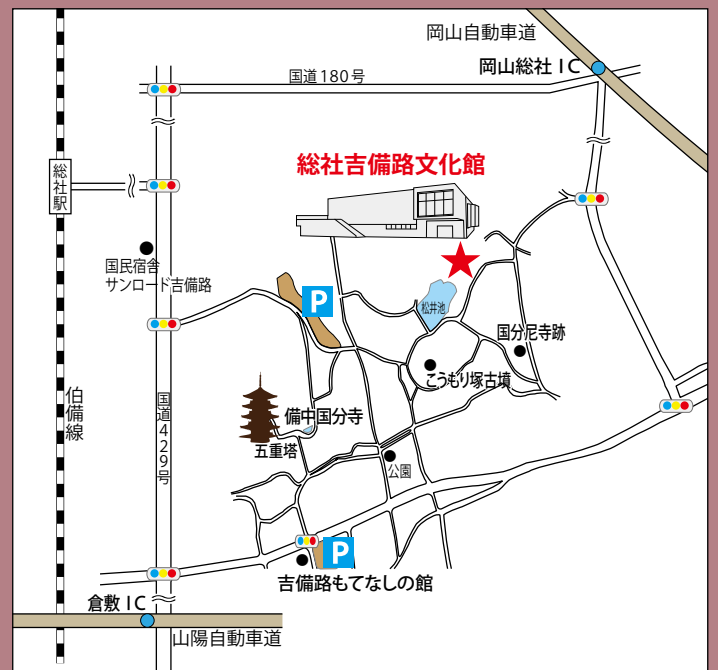 岡山自動車道
岡山総社 IC
国道180号
総社吉備路文化館
総社駅
国民宿舎
サンロード吉備路
P
松井池
国分尼寺跡
こうもり塚古墳
伯備線
国道429号
備中国分寺
五重塔
公園
P
吉備路もてなしの館
倉敷 IC
山陽自動車道